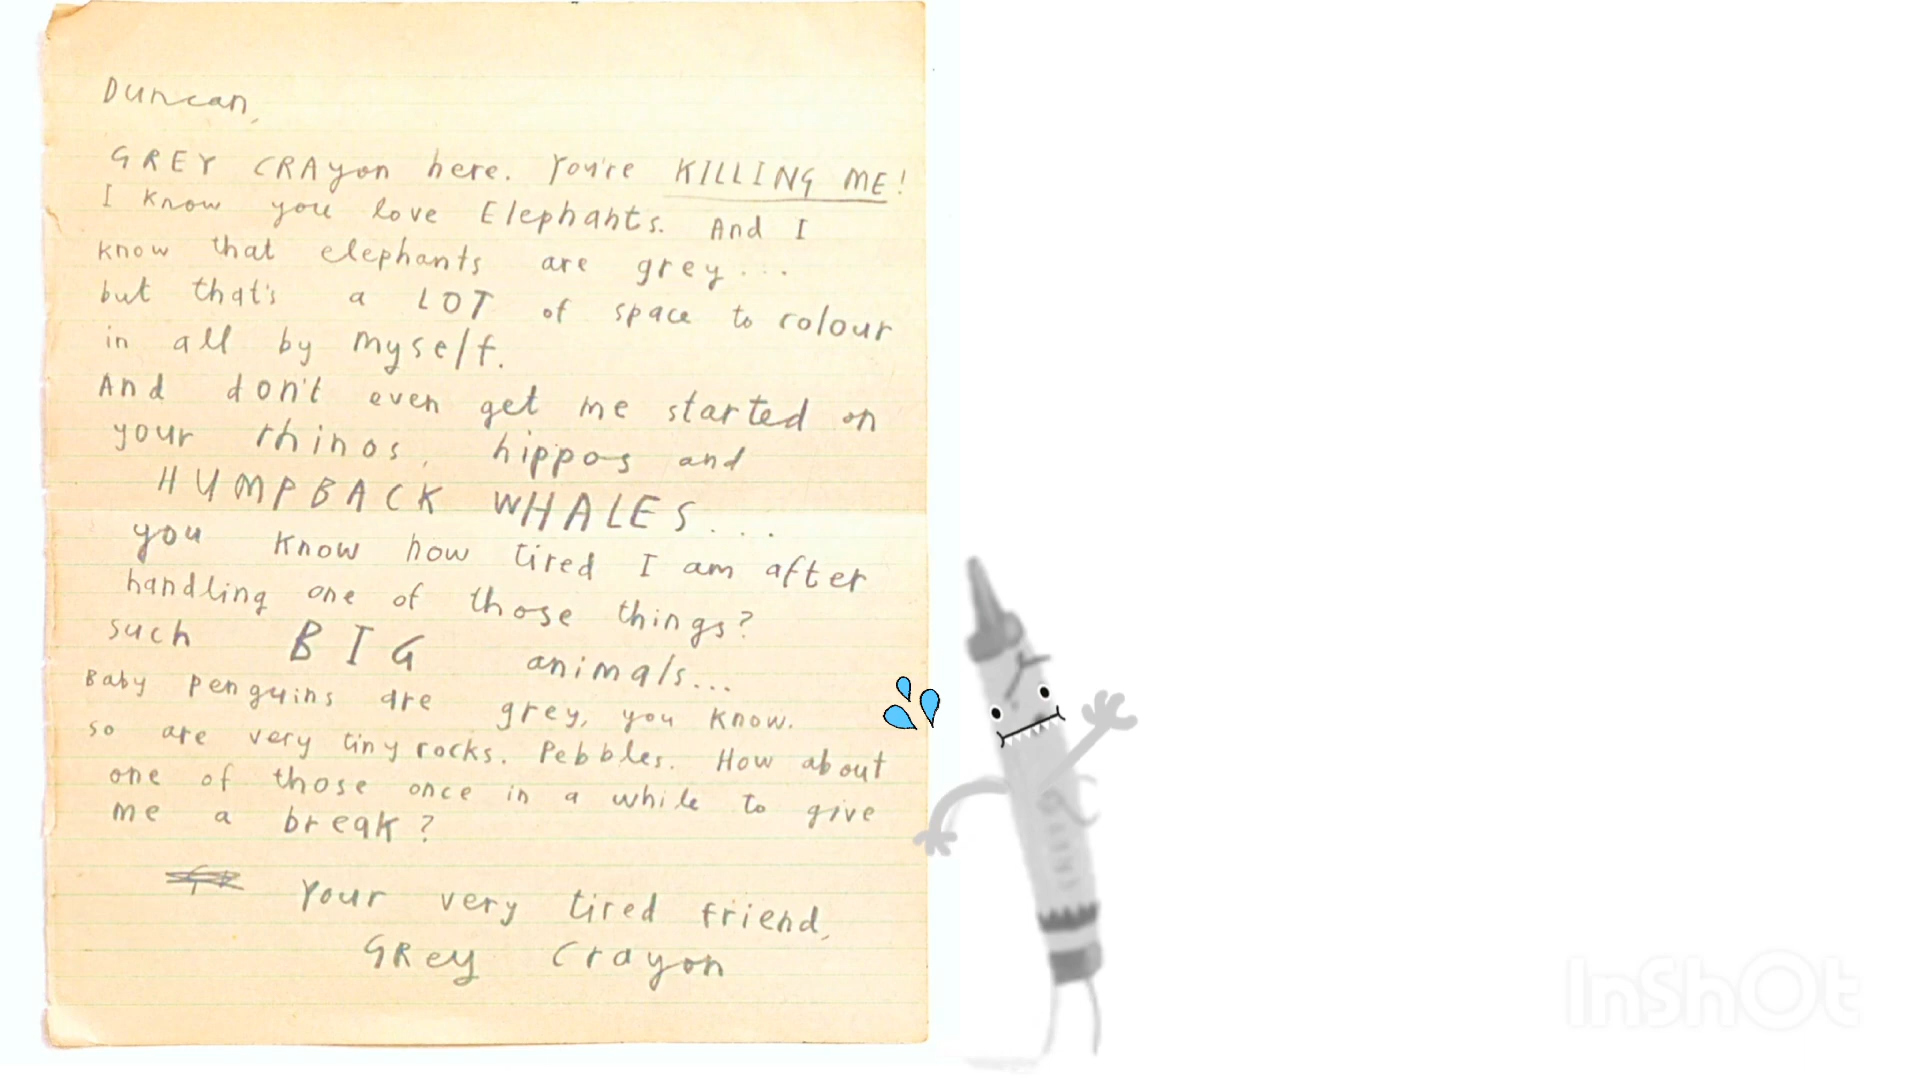 Duncan,
GREY CRAyon here. You're KILLING ME!
I know you love Elephants. And I
know that elephants are grey...
but that's a LOT of space to colour
in all by myself.
And don't even get me started on
your rhinos, hippos and
HUMPBACK WHALES...
you know how tired I am after
handling one of those things?
such BIG animals...
Baby penguins are grey, you know.
so are very tiny rocks. Pebbles. How about
one of those once in a while to give
me a break?
Your very tired friend,
GRey Crayon
InShOt